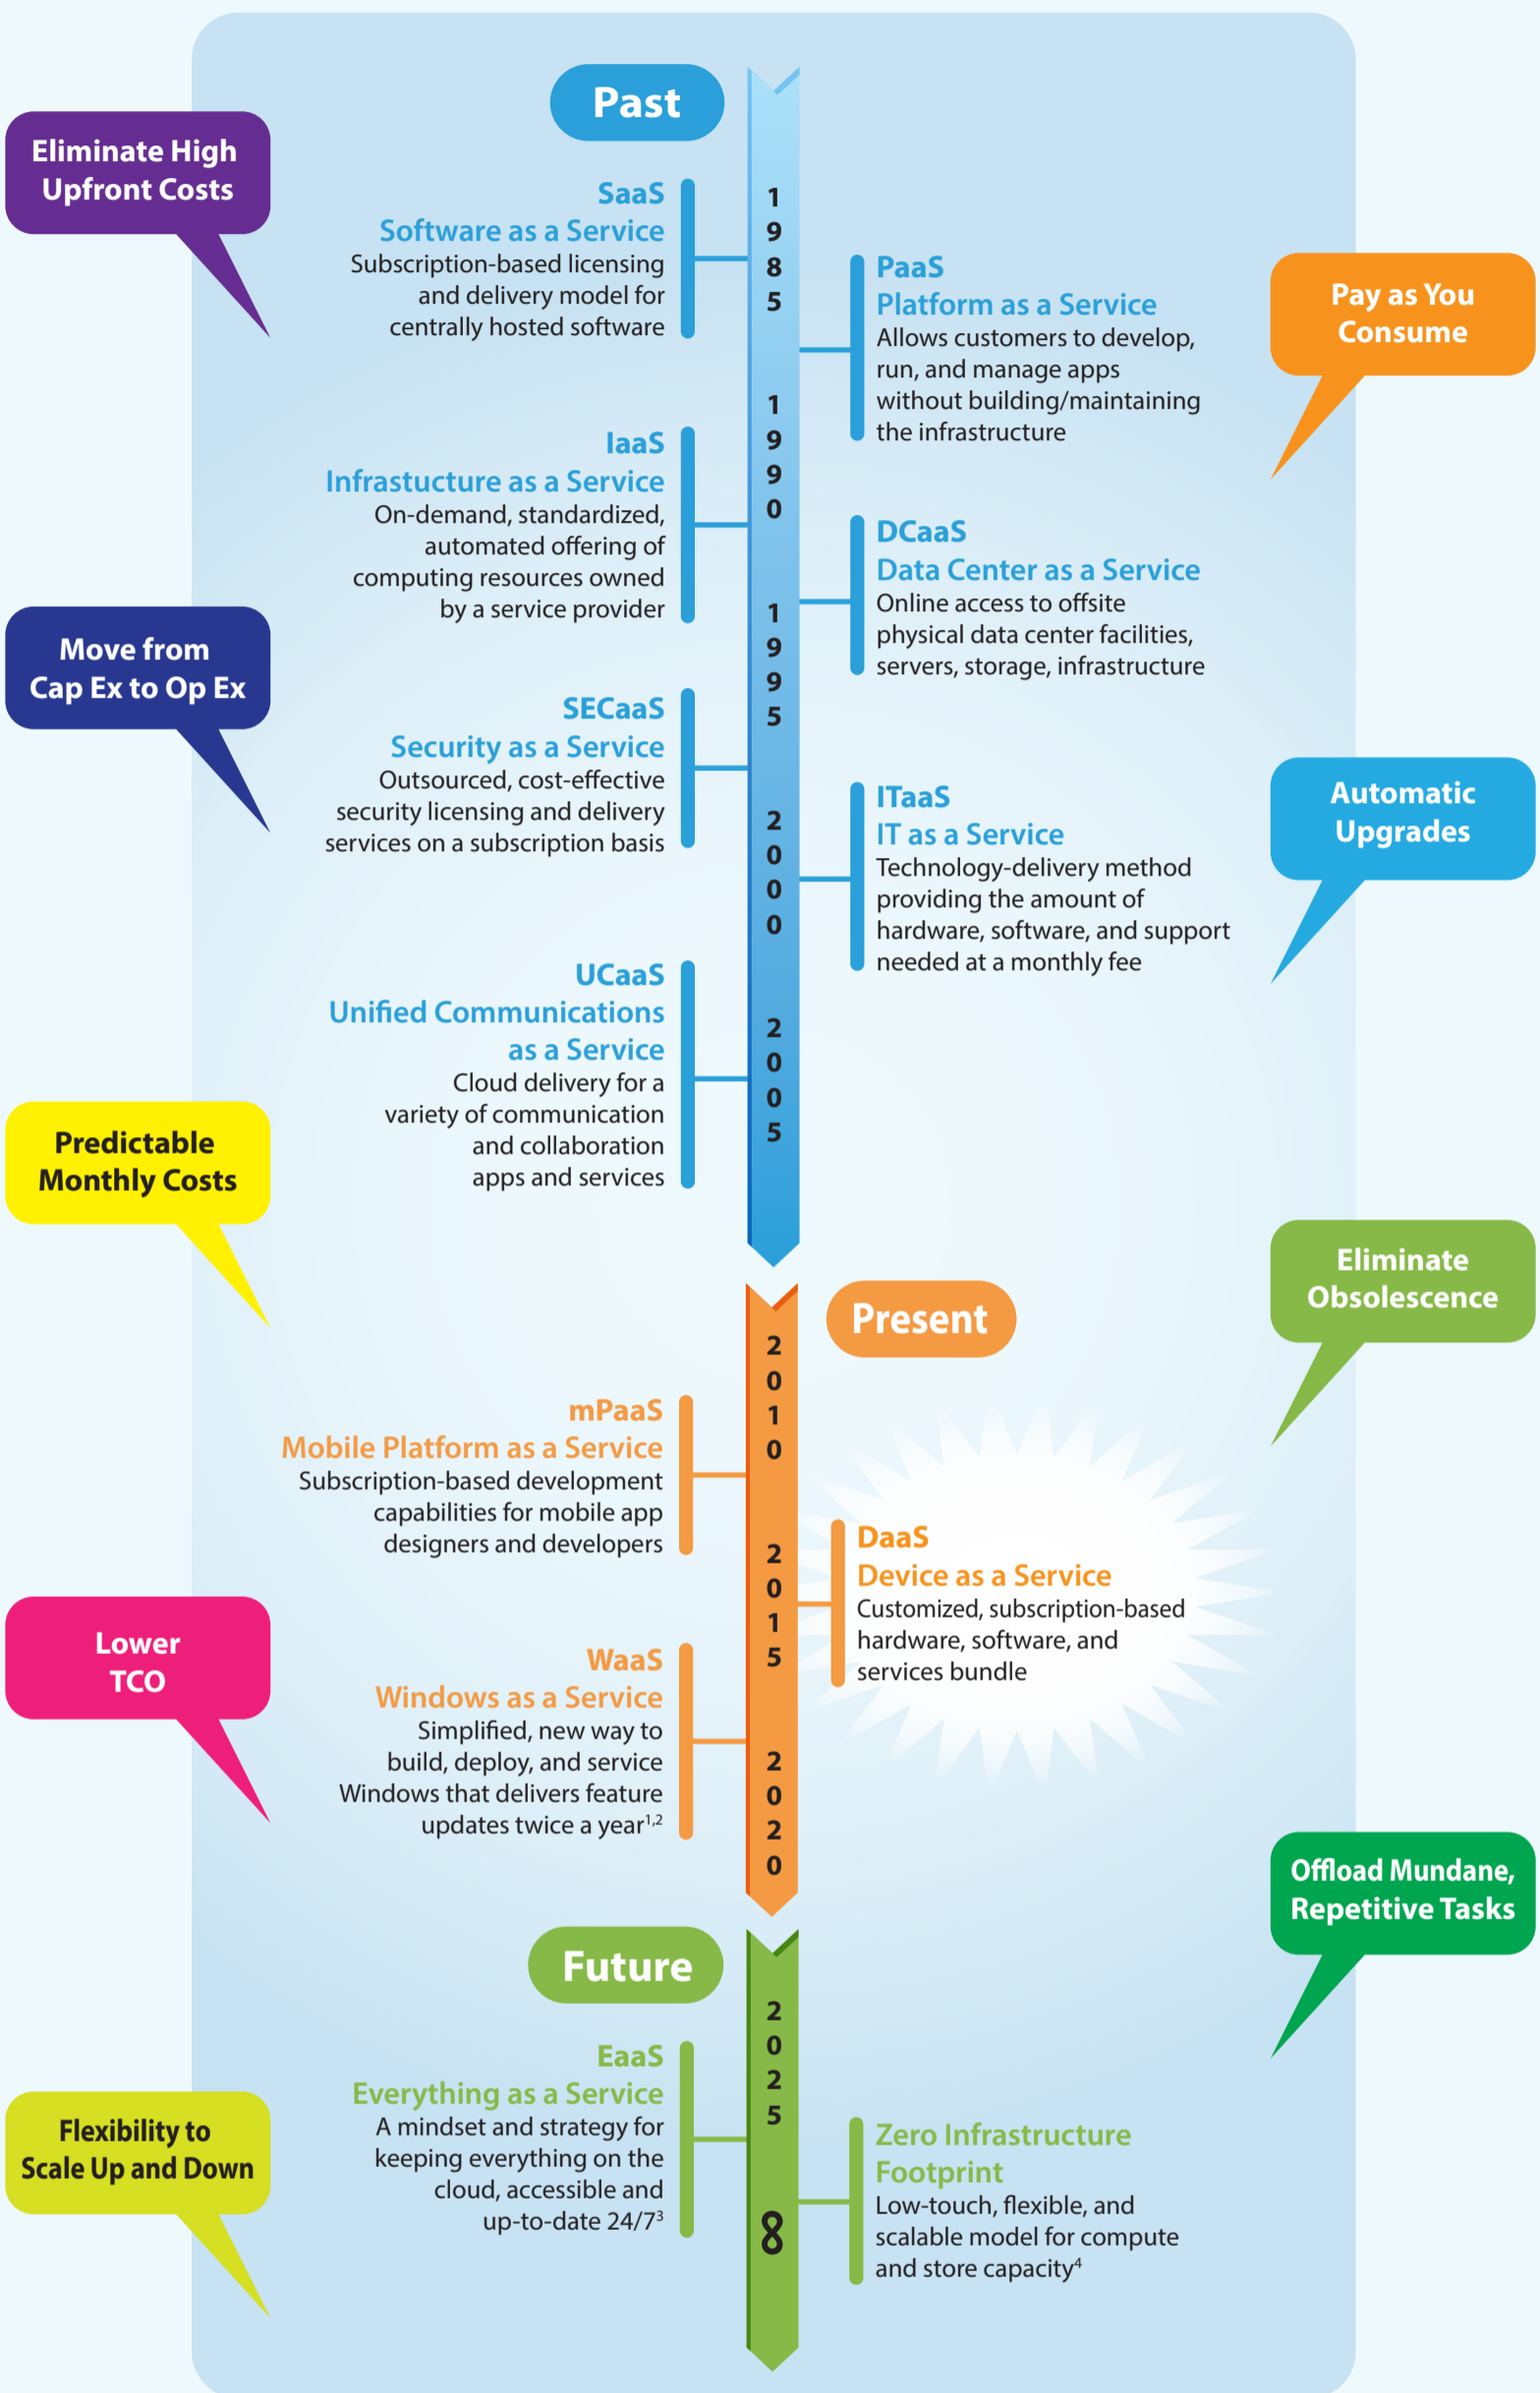 Past
Eliminate High
Upfront Costs
SaaS
Software as a Service
Subscription-based licensing
and delivery model for
centrally hosted software
1
9
8
5
PaaS
Platform as a Service
Allows customers to develop,
run, and manage apps
without building/maintaining
the infrastructure
Pay as You
Consume
1
9
9
0
IaaS
Infrastucture as a Service
On-demand, standardized,
automated offering of
computing resources owned
by a service provider
DCaaS
Data Center as a Service
Online access to offsite
physical data center facilities,
servers, storage, infrastructure
1
9
9
5
Move from
Cap Ex to Op Ex
SECaaS
Security as a Service
Outsourced, cost-effective
security licensing and delivery
services on a subscription basis
2
0
0
0
ITaaS
IT as a Service
Technology-delivery method
providing the amount of
hardware, software, and support
needed at a monthly fee
Automatic
Upgrades
UCaaS
Unified Communications
as a Service
Cloud delivery for a
variety of communication
and collaboration
apps and services
2
0
0
5
Predictable
Monthly Costs
Present
Eliminate
Obsolescence
2
0
1
0
mPaaS
Mobile Platform as a Service
Subscription-based development
capabilities for mobile app
designers and developers
2
0
1
5
DaaS
Device as a Service
Customized, subscription-based
hardware, software, and
services bundle
Lower
TCO
WaaS
Windows as a Service
Simplified, new way to
build, deploy, and service
Windows that delivers feature
updates twice a year1,2
2
0
2
0
Offload Mundane,
Repetitive Tasks
Future
2
0
2
5
EaaS
Everything as a Service
A mindset and strategy for
keeping everything on the
cloud, accessible and
up-to-date 24/73
Flexibility to
Scale Up and Down
8
Zero Infrastructure
Footprint
Low-touch, flexible, and
scalable model for compute
and store capacity4